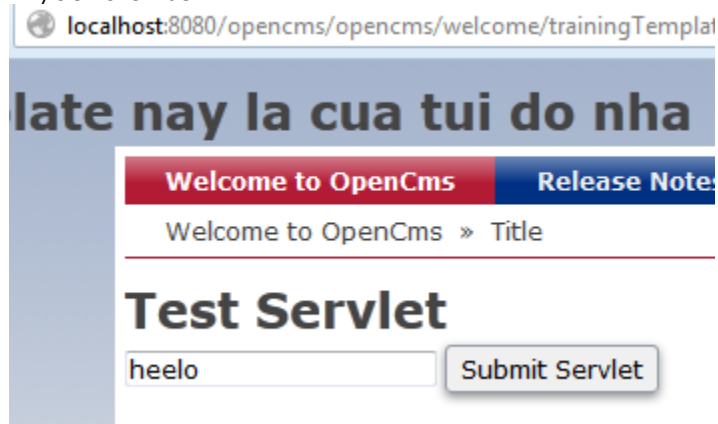 localhost:8080/opencms/opencms/welcome/trainingTemplat
late nay la cua tui do nha
Welcome to OpenCms Release Notes
Welcome to OpenCms » Title
Test Servlet
heelo Submit Servlet